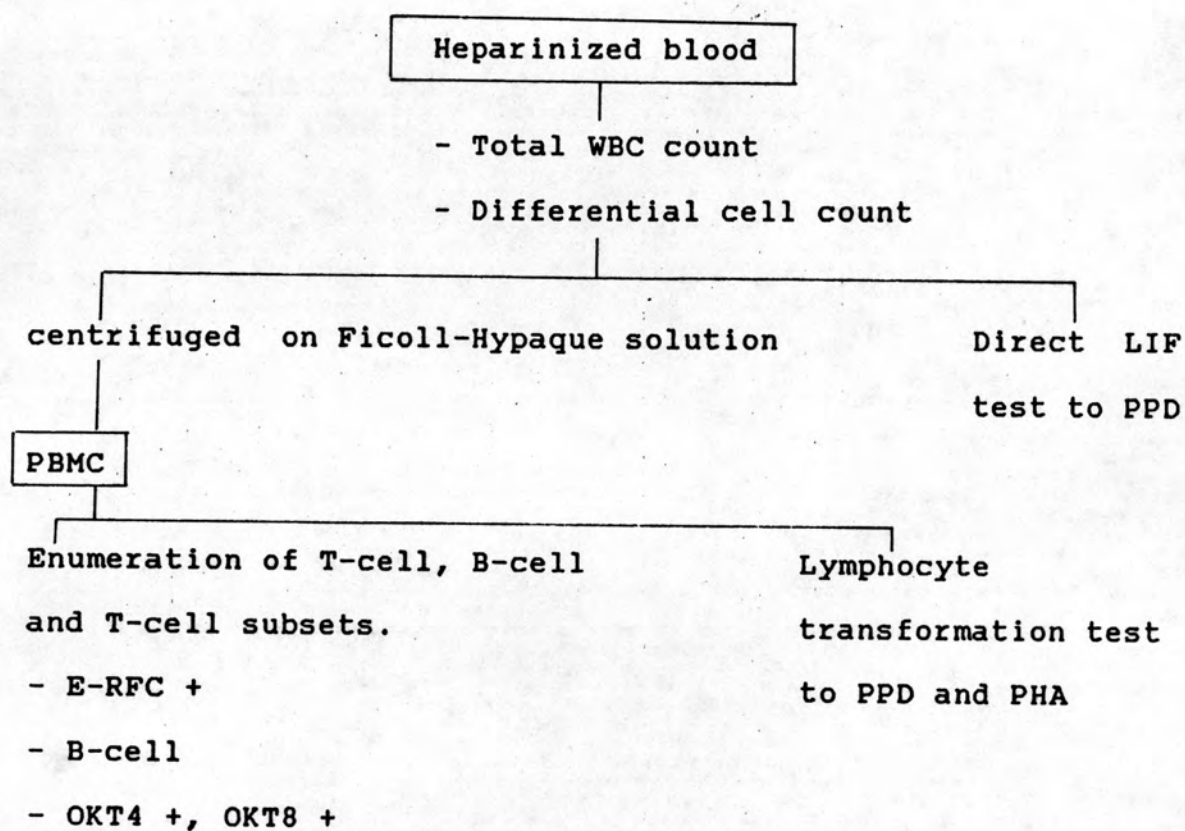 Heparinized blood
- Total WBC count
- Differential cell count
centrifuged on Ficoll-Hypaque solution
Direct LIF
test to PPD
PBMC
Enumeration of T-cell, B-cell
and T-cell subsets.
- E-RFC +
- B-cell
- OKT4 +, OKT8 +
Lymphocyte
transformation test
to PPD and PHA